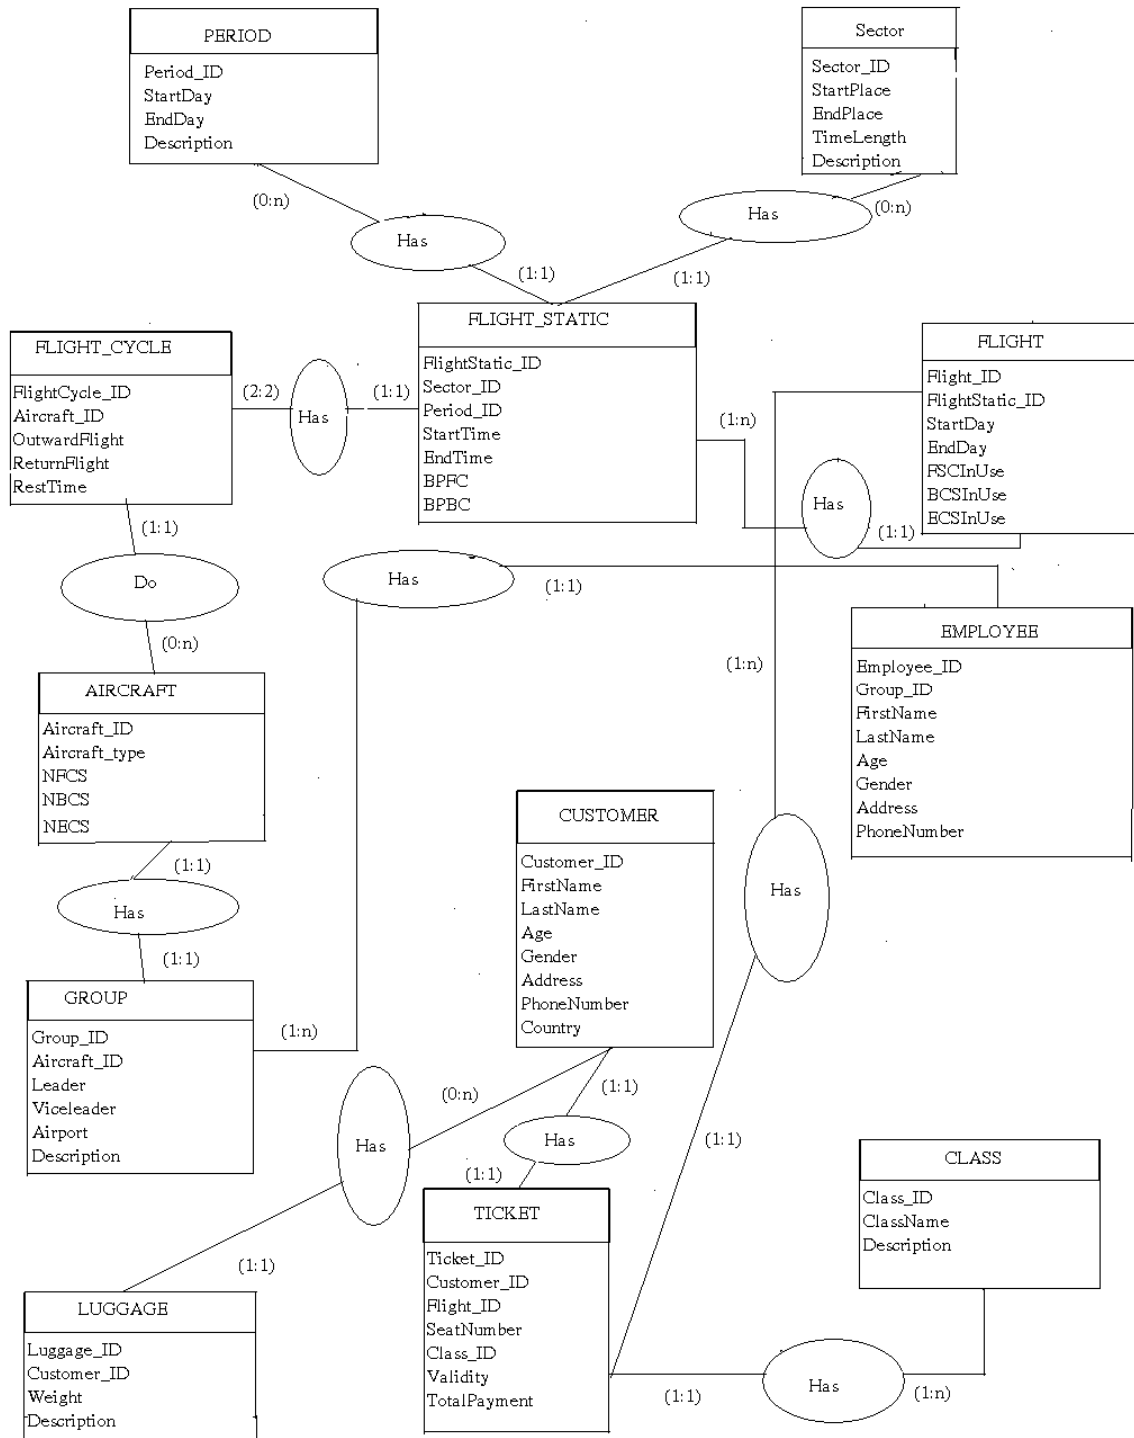 PERIOD
Period_ID
StartDay
EndDay
Description
Sector
Sector_ID
StartPlace
EndPlace
TimeLength
Description
(0:n)
Has
(1:1)
Has
(0:n)
(1:1)
FLIGHT_CYCLE
FlightCycle_ID
Aircraft_ID
OutwardFlight
ReturnFlight
RestTime
(2:2)
Has
(1:1)
FLIGHT_STATIC
FlightStatic_ID
Sector_ID
Period_ID
StartTime
EndTime
BPFC
BPBC
(1:n)
Has
(1:1)
FLIGHT
Flight_ID
FlightStatic_ID
StartDay
EndDay
FSCInUse
BCSInUse
ECSInUse
(1:1)
Do
(0:n)
Has
(1:1)
(1:n)
EMPLOYEE
Employee_ID
Group_ID
FirstName
LastName
Age
Gender
Address
PhoneNumber
AIRCRAFT
Aircraft_ID
Aircraft_type
NFCS
NBCS
NECS
(1:1)
Has
(1:1)
CUSTOMER
Customer_ID
FirstName
LastName
Age
Gender
Address
PhoneNumber
Country
Has
GROUP
Group_ID
Aircraft_ID
Leader
Viceleader
Airport
Description
(1:n)
(0:n)
Has
(1:1)
(1:1)
Has
(1:1)
(1:1)
LUGGAGE
Luggage_ID
Customer_ID
Weight
Description
TICKET
Ticket_ID
Customer_ID
Flight_ID
SeatNumber
Class_ID
Validity
TotalPayment
CLASS
Class_ID
ClassName
Description
(1:1)
Has
(1:n)